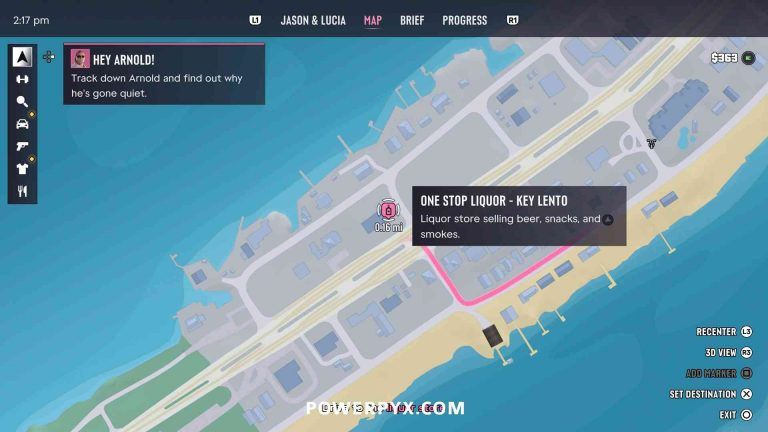 2:17 pm
L1
JASON & LUCIA
MAP
BRIEF
PROGRESS
R1
HEY ARNOLD!
Track down Arnold and find out why
he's gone quiet.
$363
ONE STOP LIQUOR - KEY LENTO
Liquor store selling beer, snacks, and
smokes.
0.16 mi
RECENTER L3
3D VIEW R3
ADD MARKER
SET DESTINATION
EXIT
POWERPYX.COM